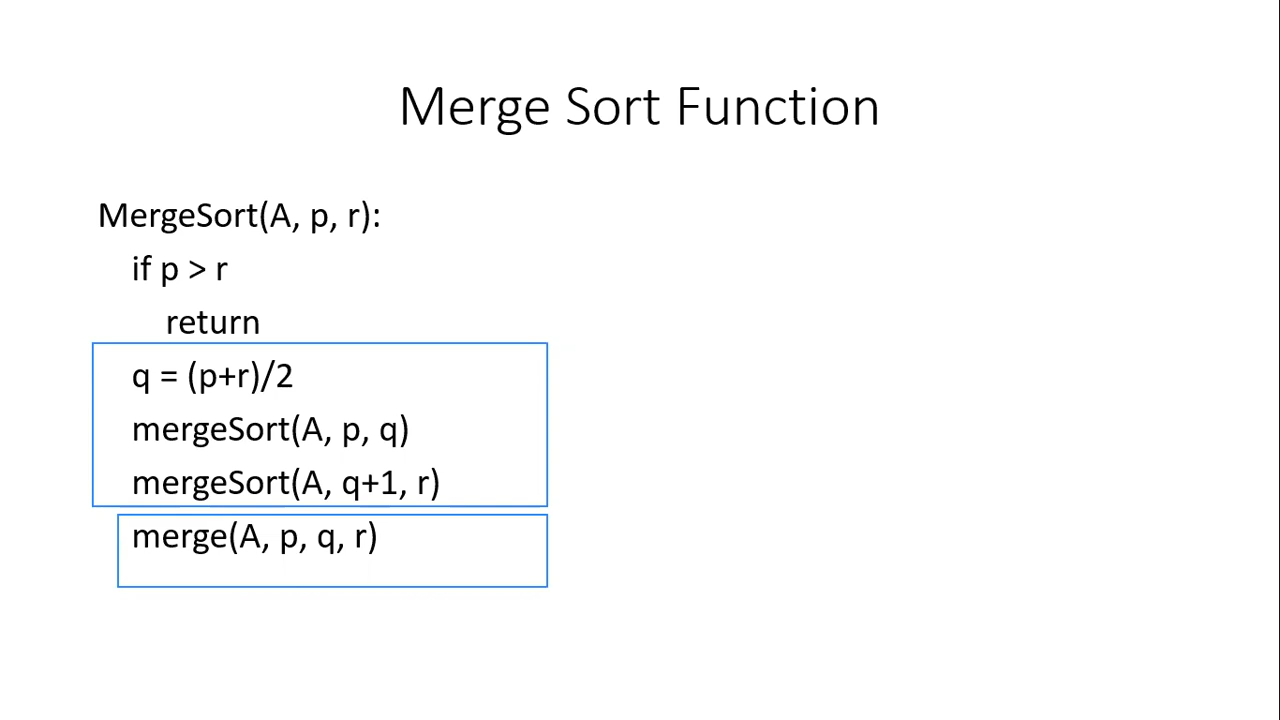 Merge Sort Function
MergeSort(A, p, r):
if p > r
return
q = (p+r)/2
mergeSort(A, p, q)
mergeSort(A, q+1, r)
merge(A, p, q, r)